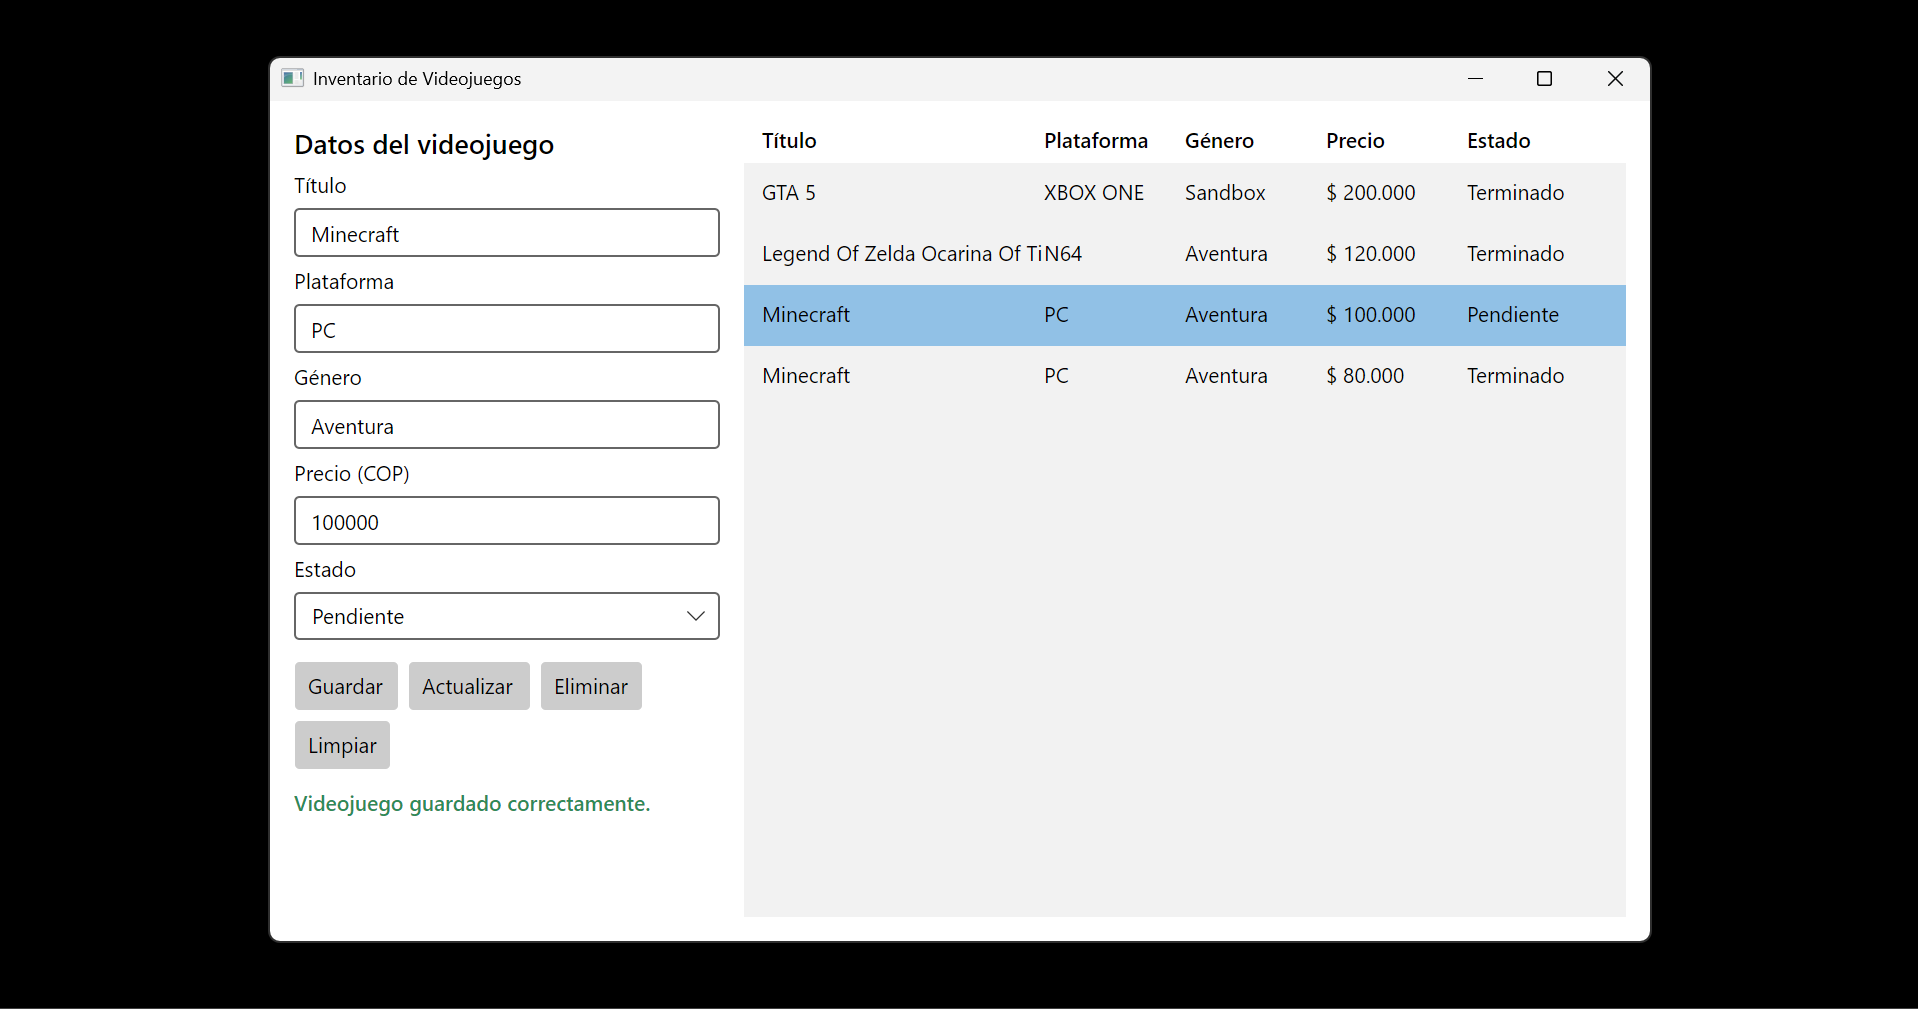 Inventario de Videojuegos
Datos del videojuego
Título
Minecraft
Plataforma
PC
Género
Aventura
Precio (COP)
100000
Estado
Pendiente
Guardar Actualizar Eliminar
Limpiar
Videojuego guardado correctamente.
Título Plataforma Género Precio Estado
GTA 5 XBOX ONE Sandbox $ 200.000 Terminado
Legend Of Zelda Ocarina Of Ti N64 Aventura $ 120.000 Terminado
Minecraft PC Aventura $ 100.000 Pendiente
Minecraft PC Aventura $ 80.000 Terminado